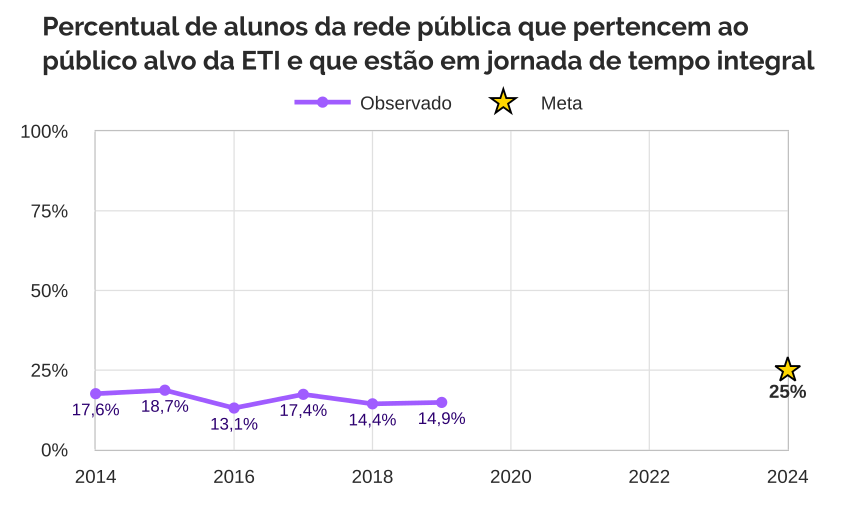 Percentual de alunos da rede pública que pertencem ao
público alvo da ETI e que estão em jornada de tempo integral
Observado Meta
100%
75%
50%
25%
0%
17,6% 18,7% 13,1% 17,4% 14,4% 14,9% 25%
2014 2016 2018 2020 2022 2024